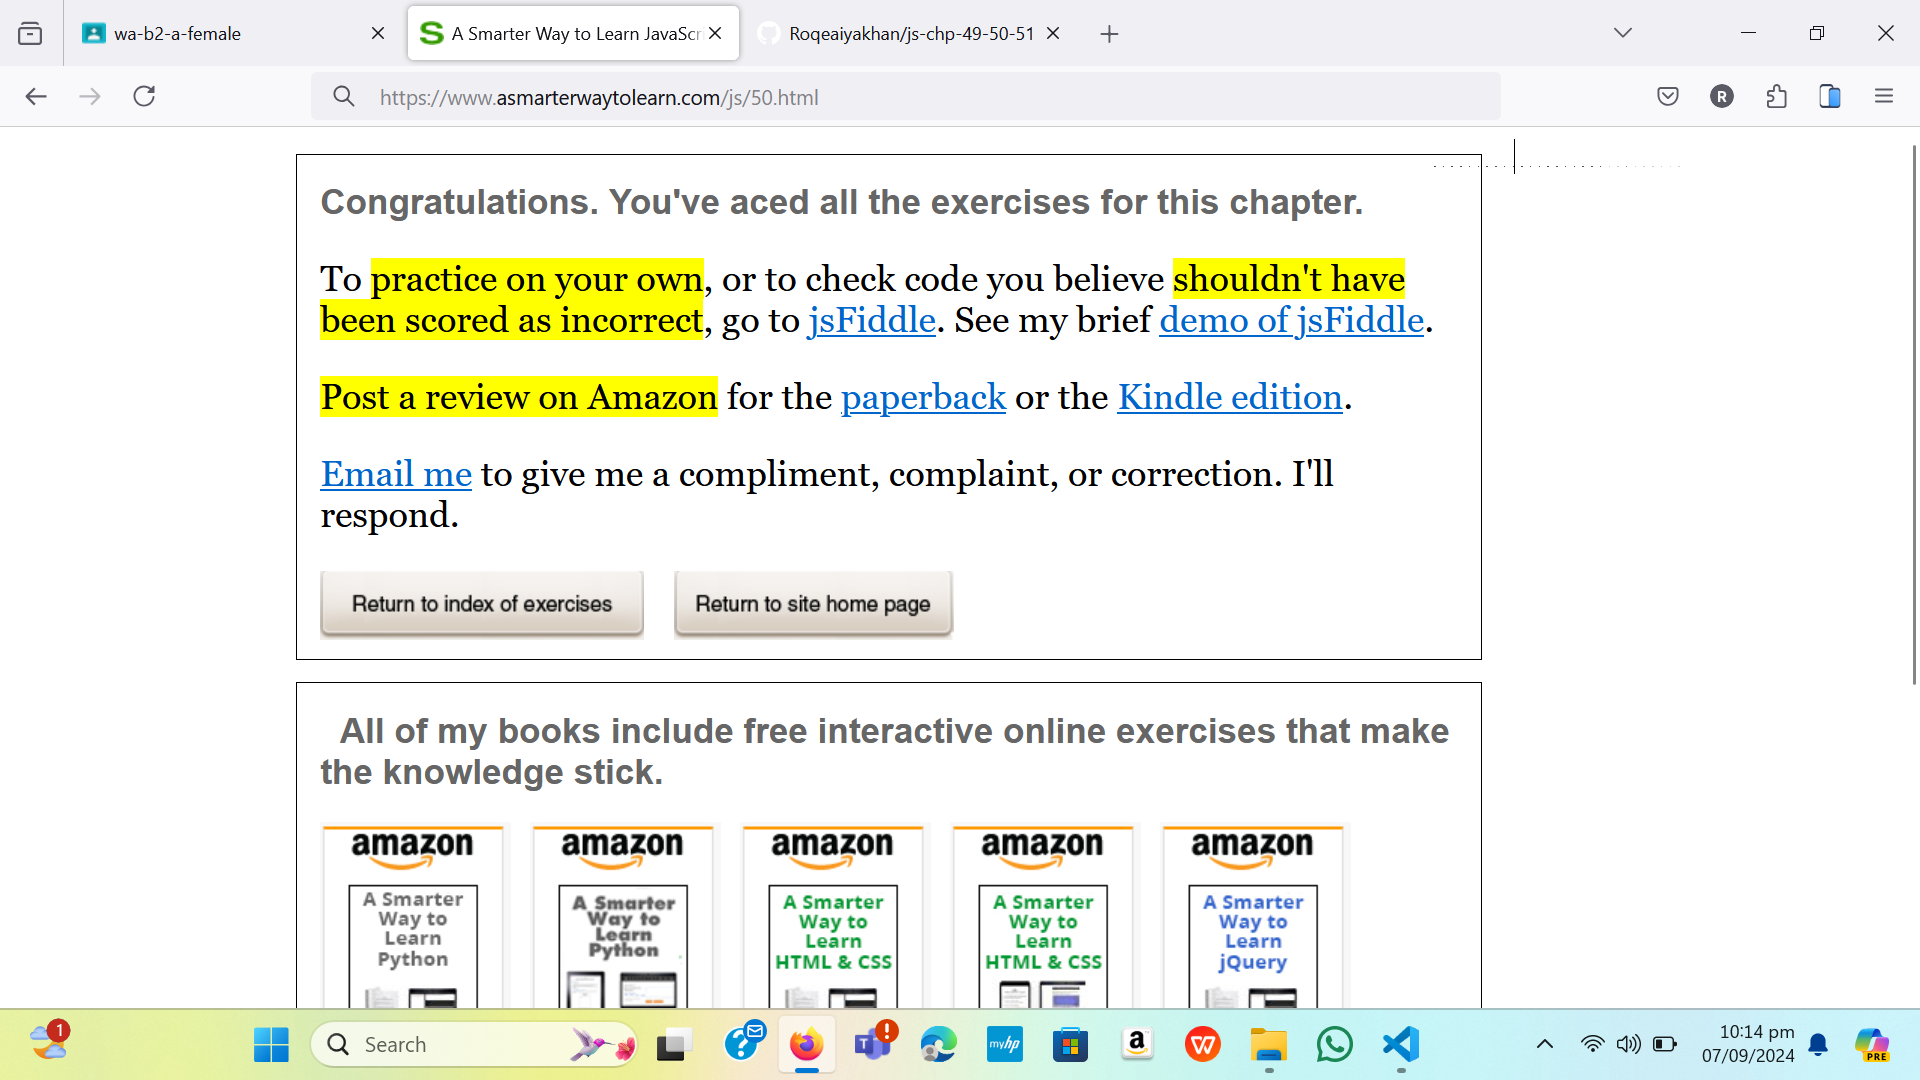 wa-b2-a-female
A Smarter Way to Learn JavaScri
Roqeaiyakhan/js-chp-49-50-51
https://www.asmarterwaytolearn.com/js/50.html
R
Congratulations. You've aced all the exercises for this chapter.
To practice on your own, or to check code you believe shouldn't have
been scored as incorrect, go to jsFiddle. See my brief demo of jsFiddle.
Post a review on Amazon for the paperback or the Kindle edition.
Email me to give me a compliment, complaint, or correction. I'll
respond.
Return to index of exercises
Return to site home page
All of my books include free interactive online exercises that make
the knowledge stick.
amazon
amazon
amazon
amazon
amazon
A Smarter
Way to
Learn
Python
A Smarter
Way to
Learn
Python
A Smarter
Way to
Learn
HTML & CSS
A Smarter
Way to
Learn
HTML & CSS
A Smarter
Way to
Learn
jQuery
1
Search
myhp
10:14 pm
07/09/2024
PRE